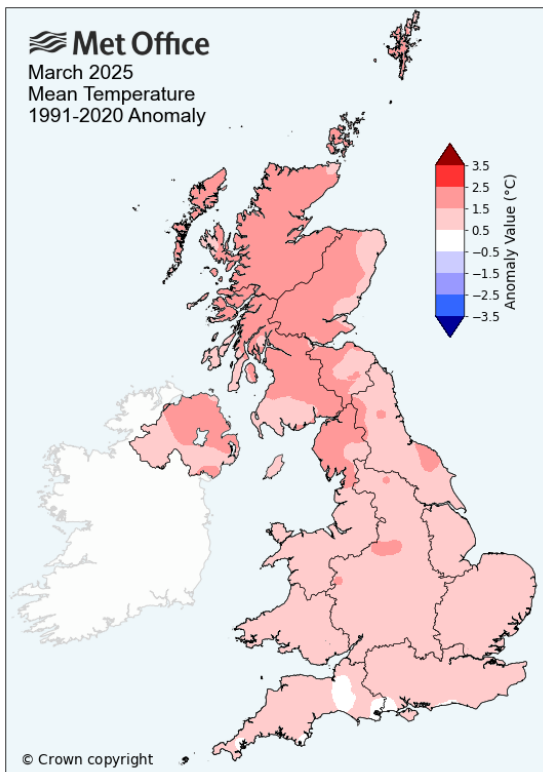 Met Office
March 2025
Mean Temperature
1991-2020 Anomaly
3.5
2.5
1.5
0.5
−0.5
−1.5
−2.5
−3.5
Anomaly Value (°C)
© Crown copyright